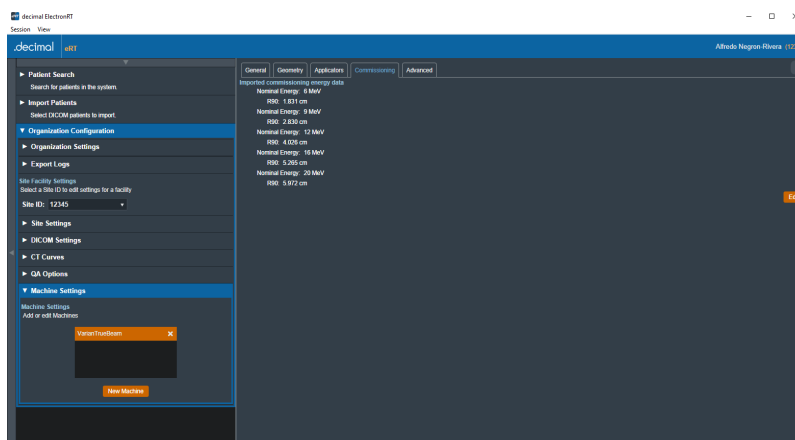 .decimal ElectronRT
Session View
.decimal eRT
Alfredo Negron-Rivera (123
Patient Search
Search for patients in the system.
Import Patients
Select DICOM patients to import.
Organization Configuration
Organization Settings
Export Logs
Site Facility Settings
Select a Site ID to edit settings for a facility
Site ID: 12345
Site Settings
DICOM Settings
CT Curves
QA Options
Machine Settings
Machine Settings
Add or edit Machines
VarianTrueBeam
New Machine
General Geometry Applicators Commissioning Advanced
Imported commissioning energy data
Nominal Energy: 6 MeV
R90: 1.831 cm
Nominal Energy: 9 MeV
R90: 2.830 cm
Nominal Energy: 12 MeV
R90: 4.026 cm
Nominal Energy: 16 MeV
R90: 5.265 cm
Nominal Energy: 20 MeV
R90: 5.972 cm